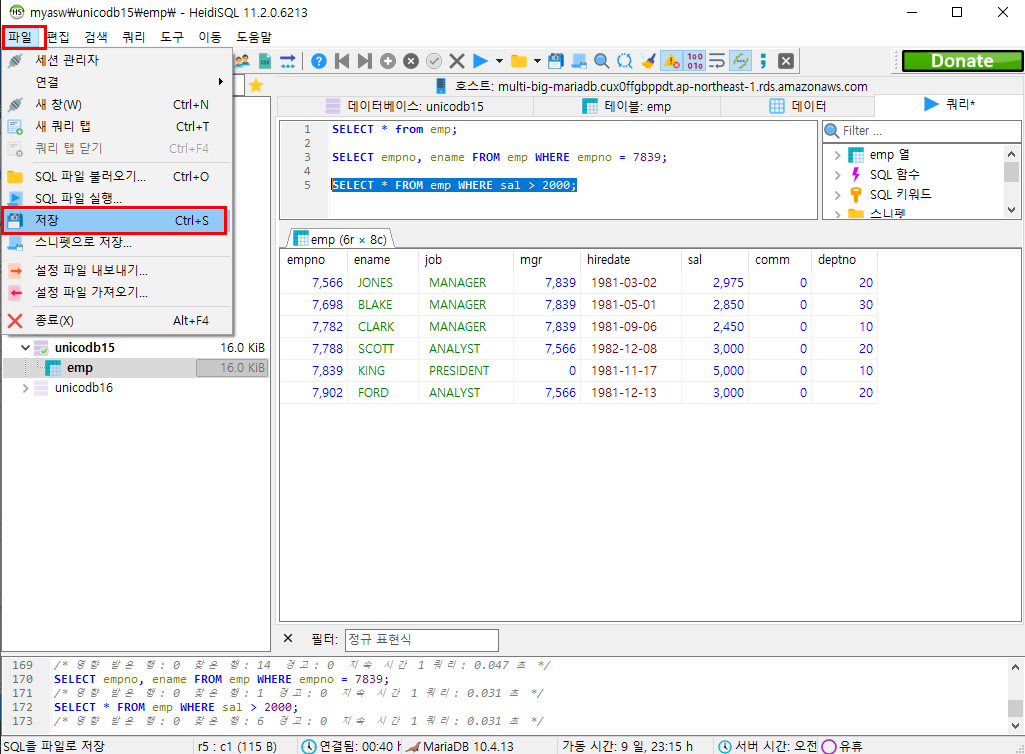 myasw\unicodb15\emp\ - HeidiSQL 11.2.0.6213
파일 편집 검색 쿼리 도구 이동 도움말
Donate
세션 관리자
연결
새 창(W) Ctrl+N
새 쿼리 탭 Ctrl+T
쿼리 탭 닫기 Ctrl+F4
SQL 파일 불러오기... Ctrl+O
SQL 파일 실행...
저장 Ctrl+S
스니펫으로 저장...
설정 파일 내보내기...
설정 파일 가져오기...
종료(X) Alt+F4
unicodb15 16.0 KiB
emp 16.0 KiB
unicodb16
호스트: multi-big-mariadb.cux0ffgbppdt.ap-northeast-1.rds.amazonaws.com
데이터베이스: unicodb15 테이블: emp 데이터 쿼리*
1 SELECT * from emp;
2
3 SELECT empno, ename FROM emp WHERE empno = 7839;
4
5 SELECT * FROM emp WHERE sal > 2000;
Filter ...
emp 열
SQL 함수
SQL 키워드
스니펫
emp (6r × 8c)
empno ename job mgr hiredate sal comm deptno
7,566 JONES MANAGER 7,839 1981-03-02 2,975 0 20
7,698 BLAKE MANAGER 7,839 1981-05-01 2,850 0 30
7,782 CLARK MANAGER 7,839 1981-09-06 2,450 0 10
7,788 SCOTT ANALYST 7,566 1982-12-08 3,000 0 20
7,839 KING PRESIDENT 0 1981-11-17 5,000 0 10
7,902 FORD ANALYST 7,566 1981-12-13 3,000 0 20
필터: 정규 표현식
169 /* 영향 받은 행: 0 찾은 행: 14 경고: 0 지속 시간 1 쿼리: 0.047 초 */
170 SELECT empno, ename FROM emp WHERE empno = 7839;
171 /* 영향 받은 행: 0 찾은 행: 1 경고: 0 지속 시간 1 쿼리: 0.031 초 */
172 SELECT * FROM emp WHERE sal > 2000;
173 /* 영향 받은 행: 0 찾은 행: 6 경고: 0 지속 시간 1 쿼리: 0.031 초 */
SQL을 파일로 저장 r5 : c1 (115 B) 연결됨: 00:40 MariaDB 10.4.13 가동 시간: 9 일, 23:15 h 서버 시간: 오전 유휴